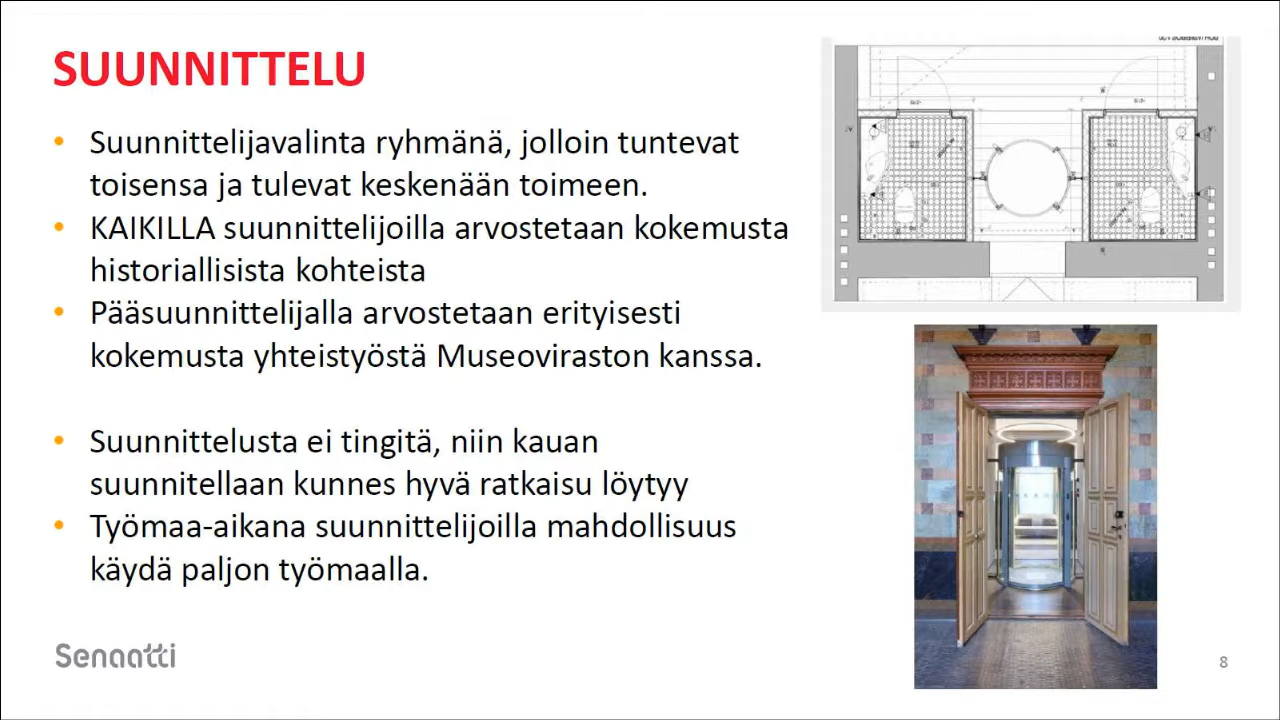 SUUNNITTELU
• Suunnittelijavalinta ryhmänä, jolloin tuntevat
toisensa ja tulevat keskenään toimeen.
• KAIKILLA suunnittelijoilla arvostetaan kokemusta
historiallisista kohteista
• Pääsuunnittelijalla arvostetaan erityisesti
kokemusta yhteistyöstä Museoviraston kanssa.
• Suunnittelusta ei tingitä, niin kauan
suunnitellaan kunnes hyvä ratkaisu löytyy
• Työmaa-aikana suunnittelijoilla mahdollisuus
käydä paljon työmaalla.
Senaatti
8